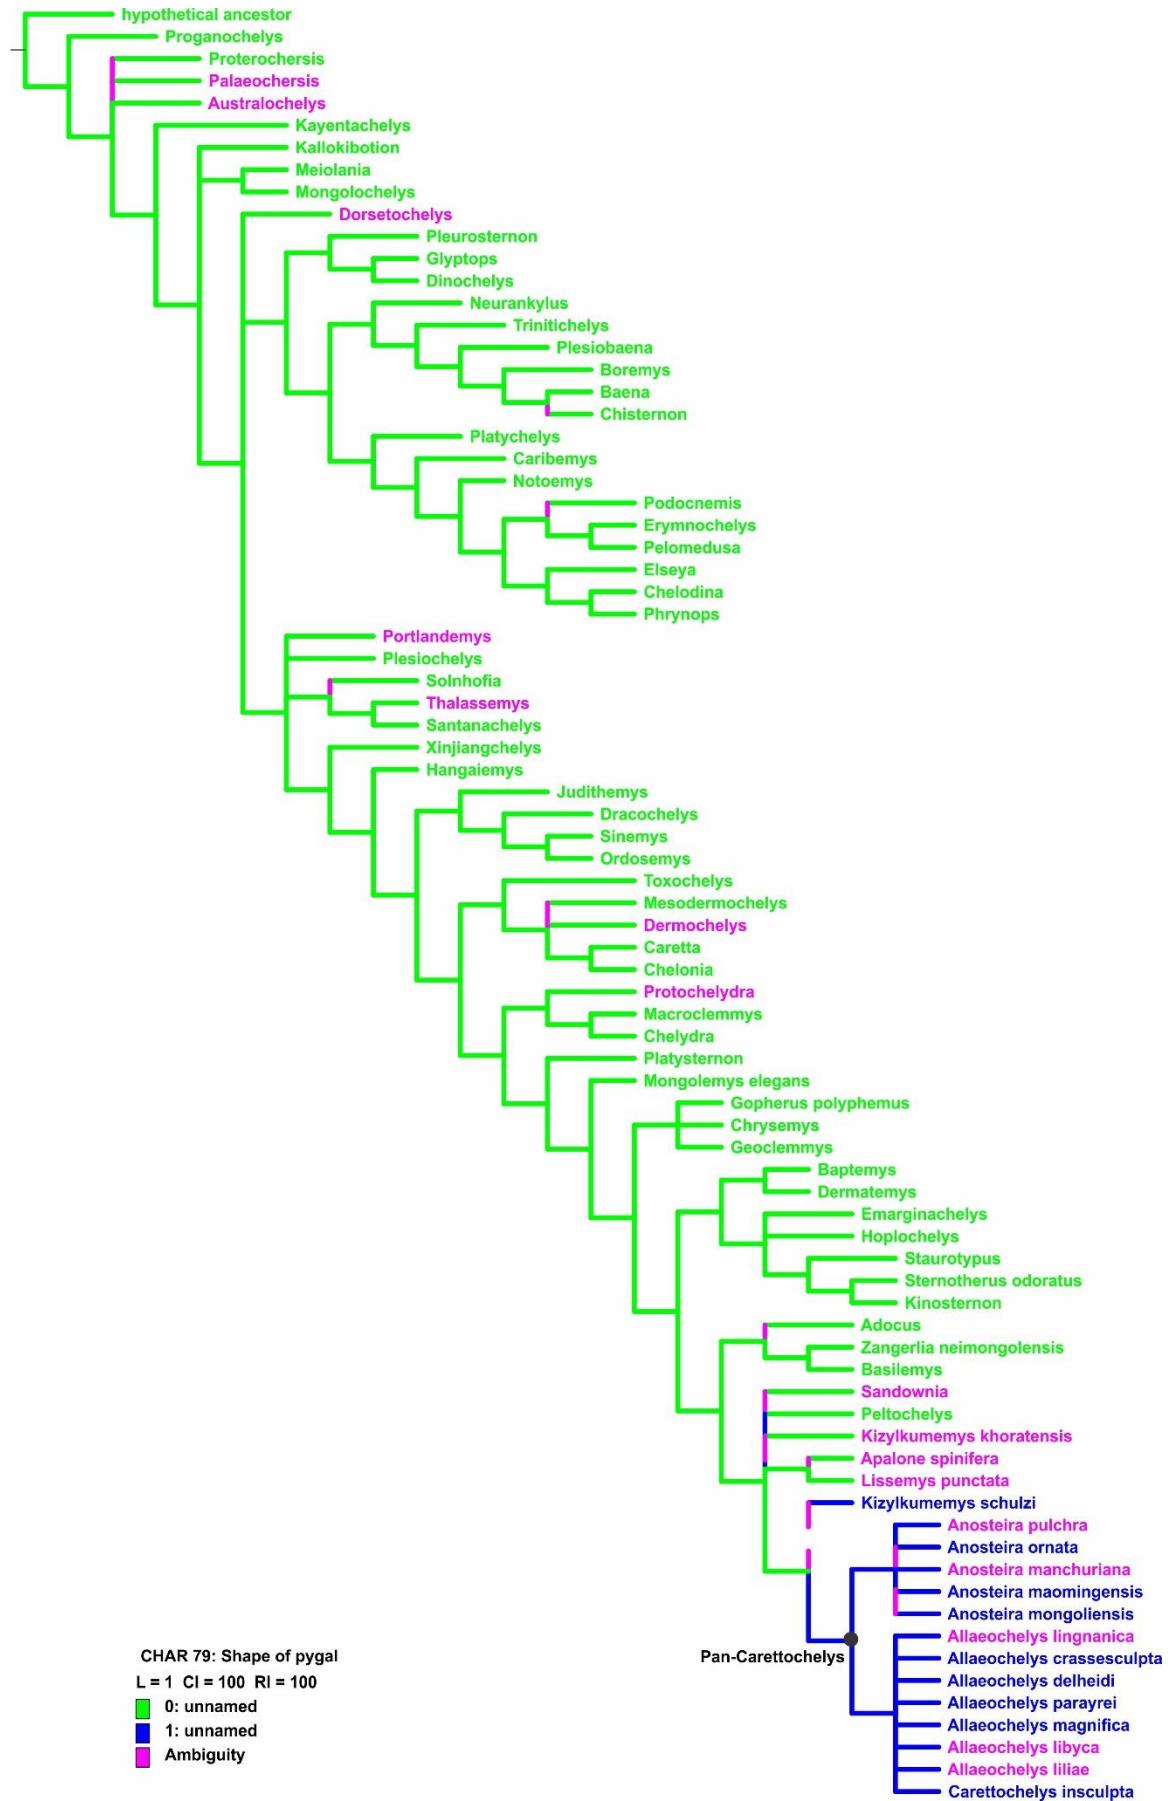 hypothetical ancestor
Proganochelys
Proterochersis
Palaeochersis
Australochelys
Kayentachelys
Kallokibotion
Meiolania
Mongolochelys
Dorsetochelys
Pleurosternon
Glyptops
Dinochelys
Neurankylus
Trinitichelys
Plesiobaena
Boremys
Baena
Chisternon
Platychelys
Caribemys
Notoemys
Podocnemis
Erymnochelys
Pelomedusa
Elseya
Chelodina
Phrynops
Portlandemys
Plesiochelys
Solnhofia
Thalassemys
Santanachelys
Xinjiangchelys
Hangaiemys
Judithemys
Dracochelys
Sinemys
Ordosemys
Toxochelys
Mesodermochelys
Dermochelys
Caretta
Chelonia
Protochelydra
Macroclemmys
Chelydra
Platysternon
Mongolemys elegans
Gopherus polyphemus
Chrysemys
Geoclemmys
Baptemys
Dermatemys
Emarginachelys
Hoplochelys
Staurotypus
Sternotherus odoratus
Kinosternon
Adocus
Zangerlia neimongolensis
Basilemys
Sandownia
Peltochelys
Kizylkumemys khoratensis
Apalone spinifera
Lissemys punctata
Kizylkumemys schulzi
Anosteira pulchra
Anosteira ornata
Anosteira manchuriana
Anosteira maomingensis
Anosteira mongoliensis
Allaeochelys lingnanica
Pan-Carettochelys
Allaeochelys crassesculpta
Allaeochelys delheidi
Allaeochelys parayrei
Allaeochelys magnifica
Allaeochelys libyca
Allaeochelys liliae
Carettochelys insculpta
CHAR 79: Shape of pygal
L = 1 CI = 100 RI = 100
0: unnamed
1: unnamed
Ambiguity